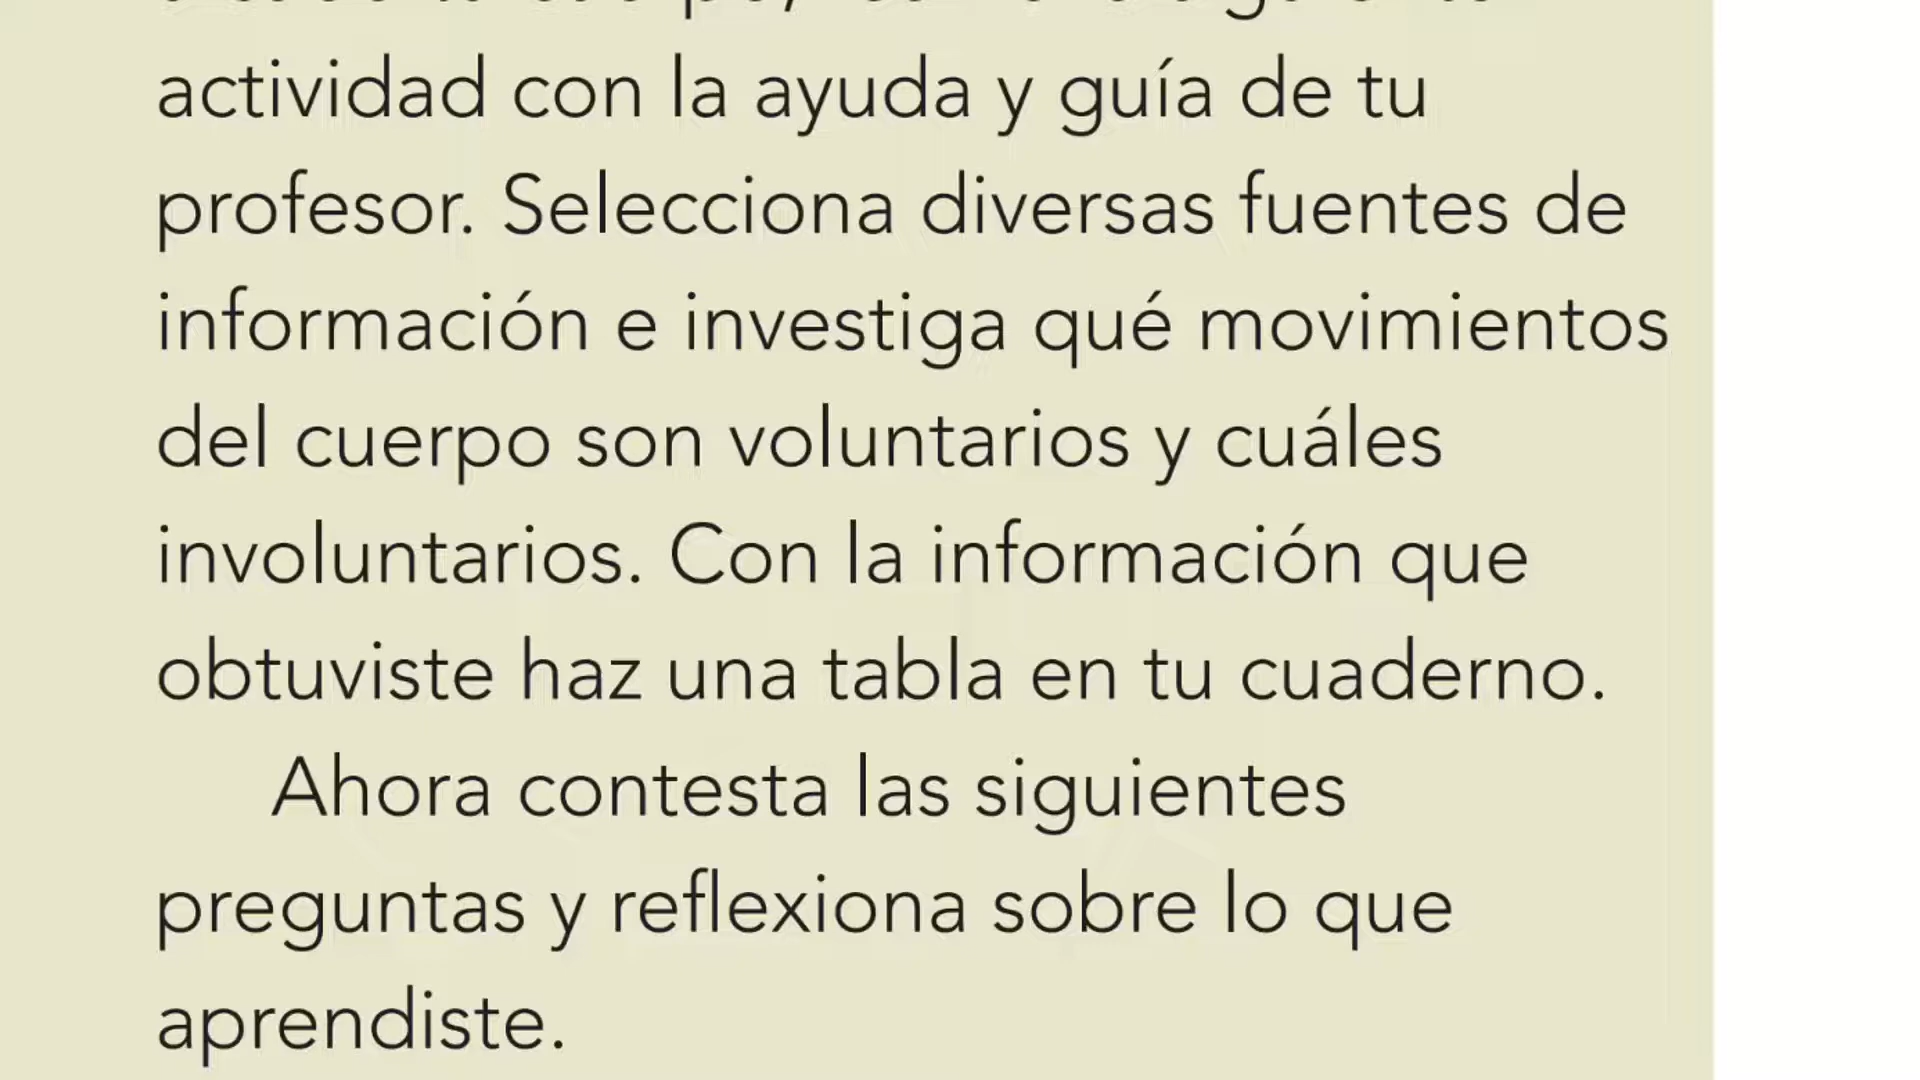 actividad con la ayuda y guía de tu
profesor. Selecciona diversas fuentes de
información e investiga qué movimientos
del cuerpo son voluntarios y cuáles
involuntarios. Con la información que
obtuviste haz una tabla en tu cuaderno.
Ahora contesta las siguientes
preguntas y reflexiona sobre lo que
aprendiste.